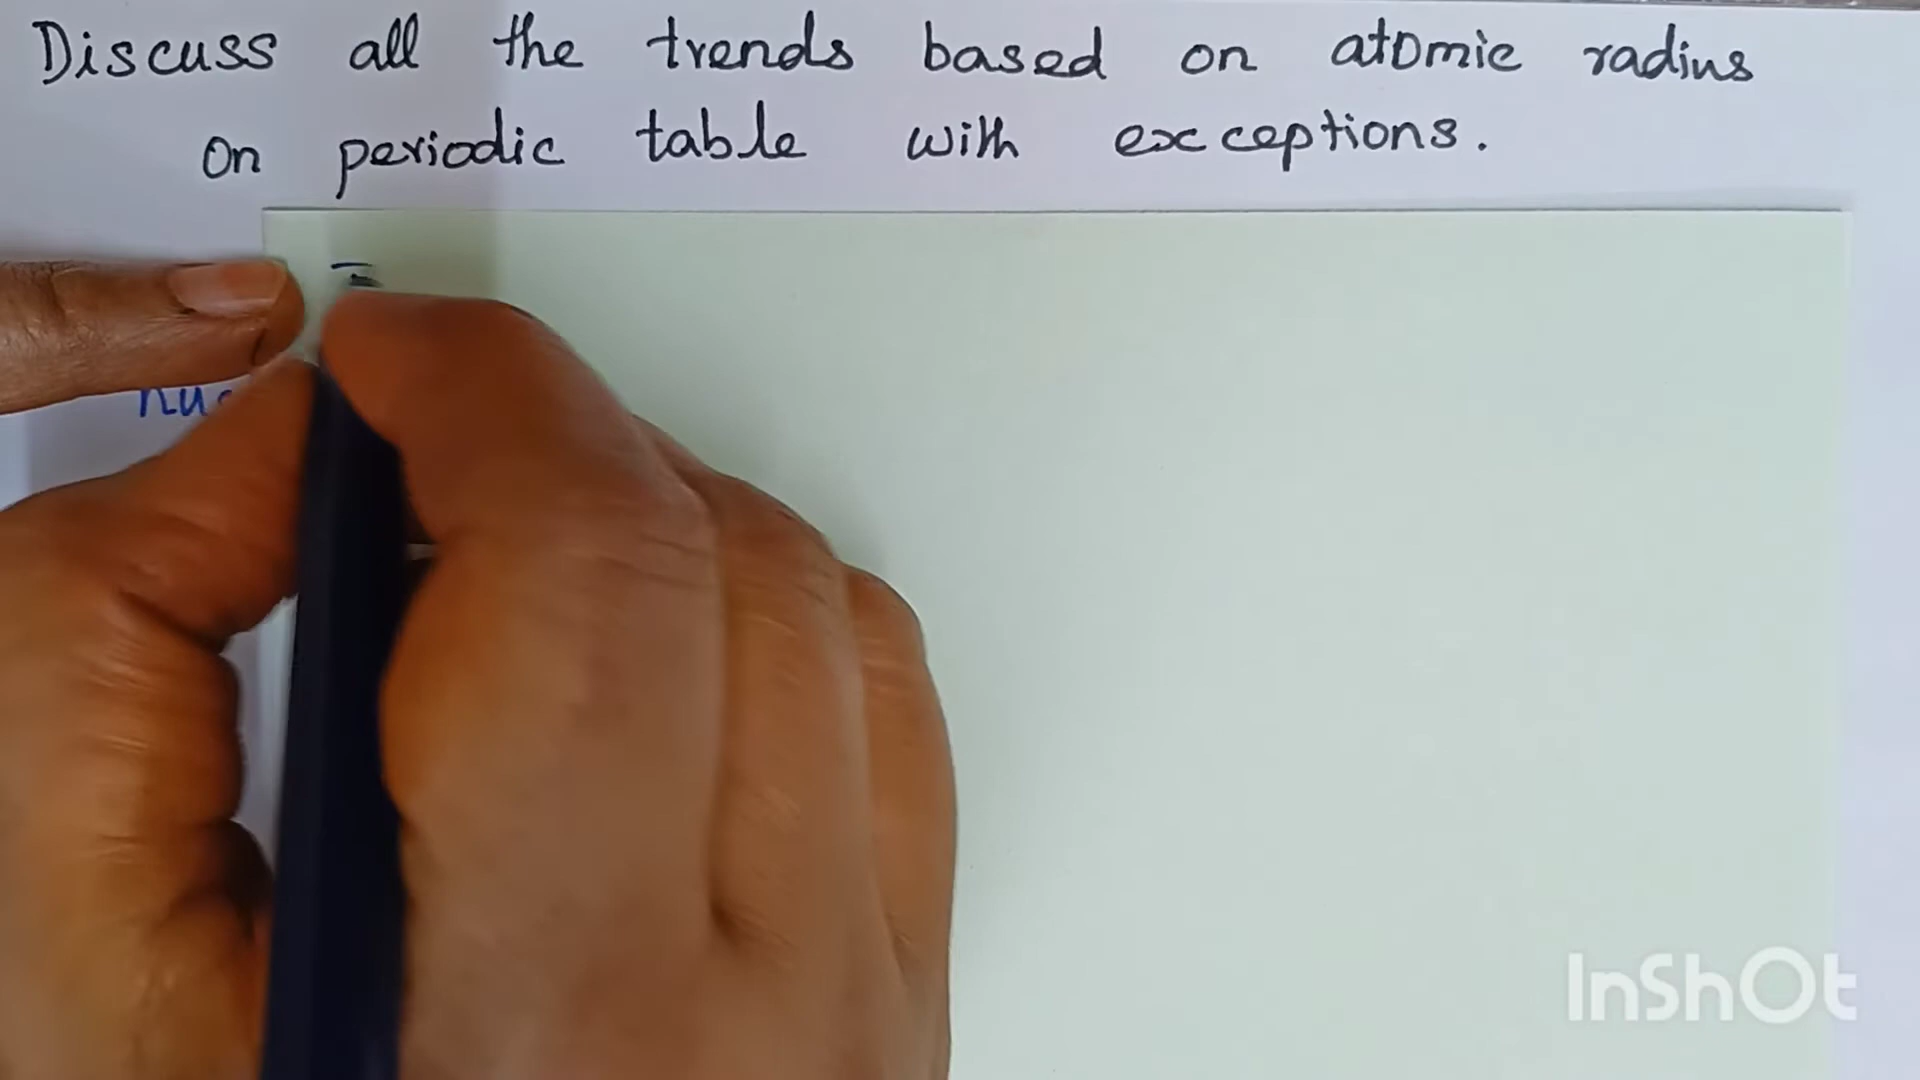 Discuss all the trends based on atomic radius
on periodic table with exceptions.
InShOt